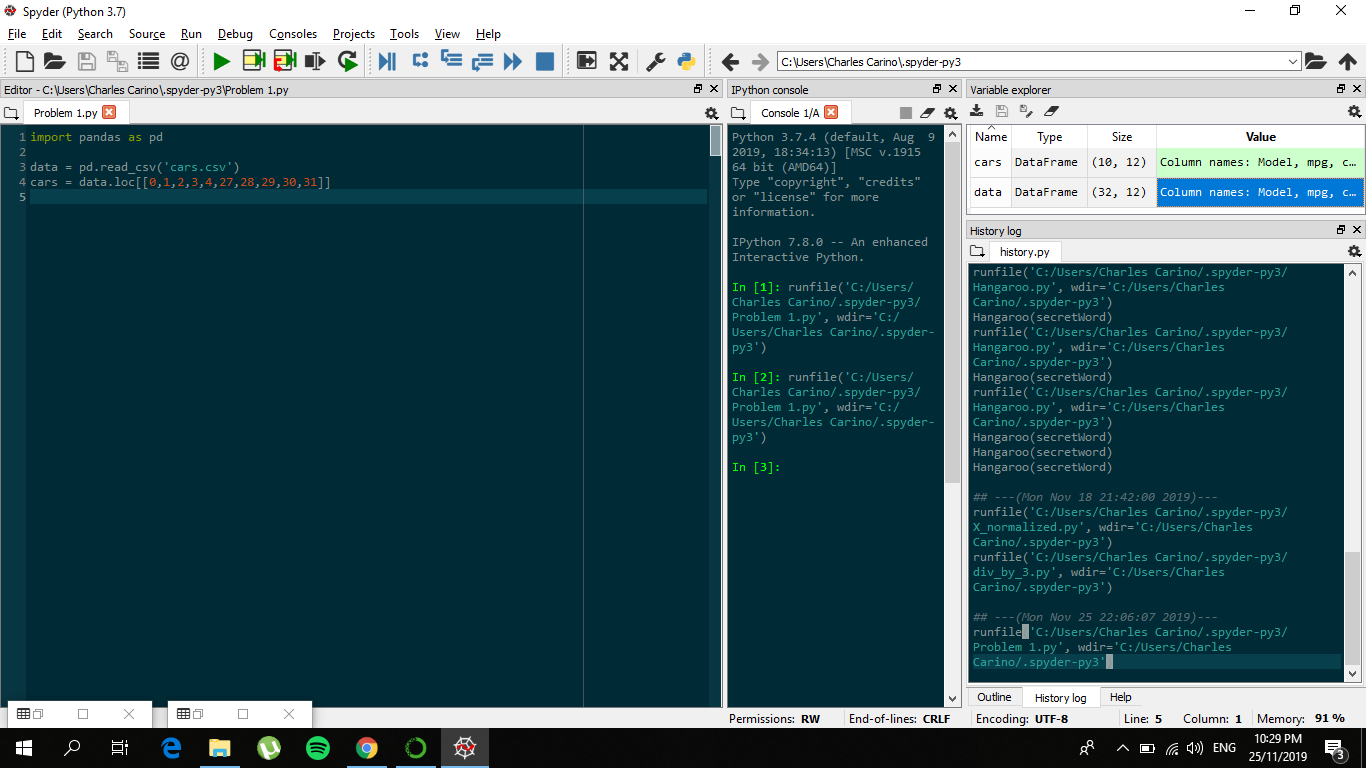 Spyder (Python 3.7)
File Edit Search Source Run Debug Consoles Projects Tools View Help
C:\Users\Charles Carino\.spyder-py3
Editor - C:\Users\Charles Carino\.spyder-py3\Problem 1.py
Problem 1.py
1 import pandas as pd
2
3 data = pd.read_csv('cars.csv')
4 cars = data.loc[[0,1,2,3,4,27,28,29,30,31]]
5
IPython console
Console 1/A
Python 3.7.4 (default, Aug  9
2019, 18:34:13) [MSC v.1915
64 bit (AMD64)]
Type "copyright", "credits"
or "license" for more
information.
IPython 7.8.0 -- An enhanced
Interactive Python.
In [1]: runfile('C:/Users/
Charles Carino/.spyder-py3/
Problem 1.py', wdir='C:/
Users/Charles Carino/.spyder-
py3')
In [2]: runfile('C:/Users/
Charles Carino/.spyder-py3/
Problem 1.py', wdir='C:/
Users/Charles Carino/.spyder-
py3')
In [3]:
Variable explorer
Name Type Size Value
cars DataFrame (10, 12) Column names: Model, mpg, c…
data DataFrame (32, 12) Column names: Model, mpg, c…
History log
history.py
runfile('C:/Users/Charles Carino/.spyder-py3/
Hangaroo.py', wdir='C:/Users/Charles
Carino/.spyder-py3')
Hangaroo(secretWord)
runfile('C:/Users/Charles Carino/.spyder-py3/
Hangaroo.py', wdir='C:/Users/Charles
Carino/.spyder-py3')
Hangaroo(secretWord)
runfile('C:/Users/Charles Carino/.spyder-py3/
Hangaroo.py', wdir='C:/Users/Charles
Carino/.spyder-py3')
Hangaroo(secretWord)
Hangaroo(secretWord)
Hangaroo(secretWord)
## ---(Mon Nov 18 21:42:00 2019)---
runfile('C:/Users/Charles Carino/.spyder-py3/
X_normalized.py', wdir='C:/Users/Charles
Carino/.spyder-py3')
runfile('C:/Users/Charles Carino/.spyder-py3/
div_by_3.py', wdir='C:/Users/Charles
Carino/.spyder-py3')
## ---(Mon Nov 25 22:06:07 2019)---
runfile('C:/Users/Charles Carino/.spyder-py3/
Problem 1.py', wdir='C:/Users/Charles
Carino/.spyder-py3')
Outline History log Help
Permissions: RW End-of-lines: CRLF Encoding: UTF-8 Line: 5 Column: 1 Memory: 91 %
ENG
10:29 PM
25/11/2019
3